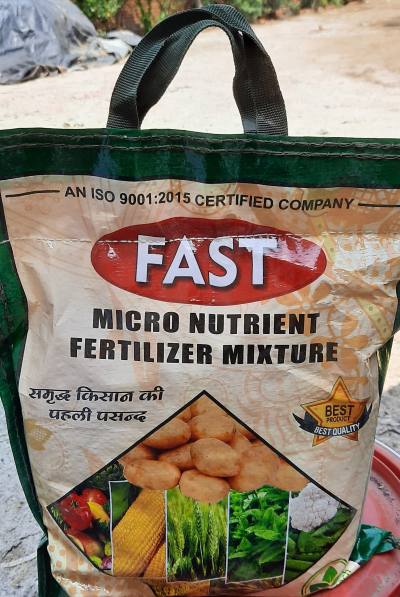 AN ISO 9001:2015 CERTIFIED COMPANY
FAST
MICRO NUTRIENT
FERTILIZER MIXTURE
समृद्ध किसान की
पहली पसन्द
BEST
PRODUCT
BEST QUALITY